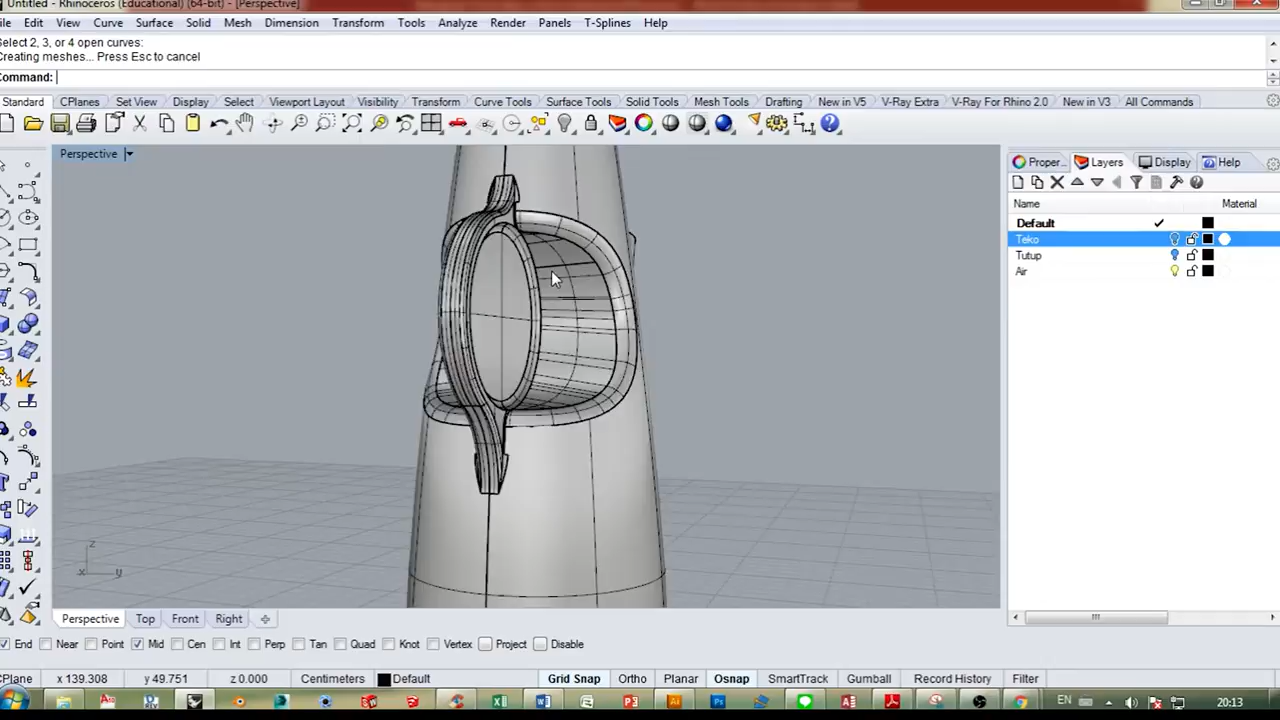 Untitled - Rhinoceros (Educational) (64-bit) - [Perspective]
ile Edit View Curve Surface Solid Mesh Dimension Transform Tools Analyze Render Panels T-Splines Help
Select 2, 3, or 4 open curves:
Creating meshes... Press Esc to cancel
Command:
Standard CPlanes Set View Display Select Viewport Layout Visibility Transform Curve Tools Surface Tools Solid Tools Mesh Tools Drafting New in V5 V-Ray Extra V-Ray For Rhino 2.0 New in V3 All Commands
Perspective
Proper... Layers Display Help
Name Material
Default
Teko
Tutup
Air
z
x y
Perspective Top Front Right
End Near Point Mid Cen Int Perp Tan Quad Knot Vertex Project Disable
CPlane x 139.308 y 49.751 z 0.000 Centimeters Default Grid Snap Ortho Planar Osnap SmartTrack Gumball Record History Filter
EN 20:13